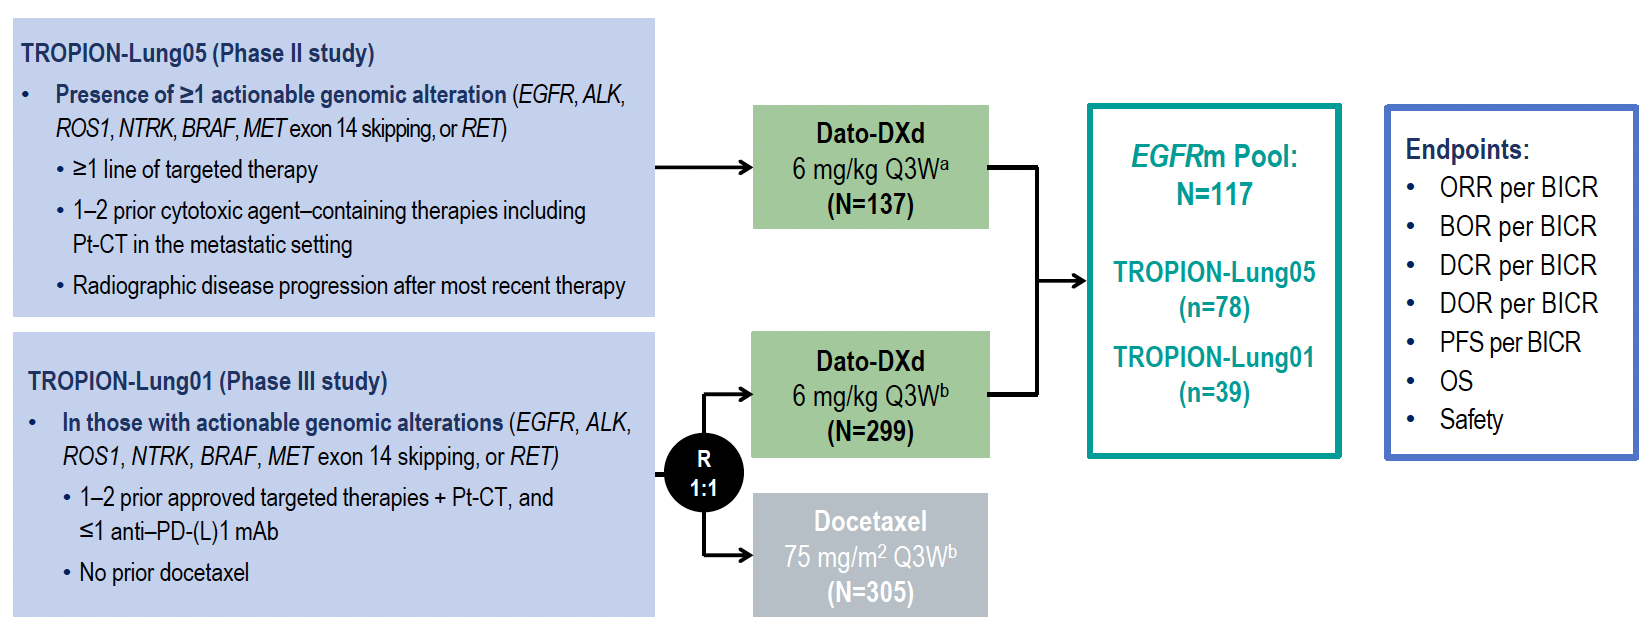 TROPION-Lung05 (Phase II study)
• Presence of ≥1 actionable genomic alteration (EGFR, ALK,
ROS1, NTRK, BRAF, MET exon 14 skipping, or RET)
• ≥1 line of targeted therapy
• 1–2 prior cytotoxic agent–containing therapies including
Pt-CT in the metastatic setting
• Radiographic disease progression after most recent therapy
TROPION-Lung01 (Phase III study)
• In those with actionable genomic alterations (EGFR, ALK,
ROS1, NTRK, BRAF, MET exon 14 skipping, or RET)
• 1–2 prior approved targeted therapies + Pt-CT, and
≤1 anti–PD-(L)1 mAb
• No prior docetaxel
R
1:1
Dato-DXd
6 mg/kg Q3Wᵃ
(N=137)
Dato-DXd
6 mg/kg Q3Wᵇ
(N=299)
Docetaxel
75 mg/m² Q3Wᵇ
(N=305)
EGFRm Pool:
N=117
TROPION-Lung05
(n=78)
TROPION-Lung01
(n=39)
Endpoints:
• ORR per BICR
• BOR per BICR
• DCR per BICR
• DOR per BICR
• PFS per BICR
• OS
• Safety